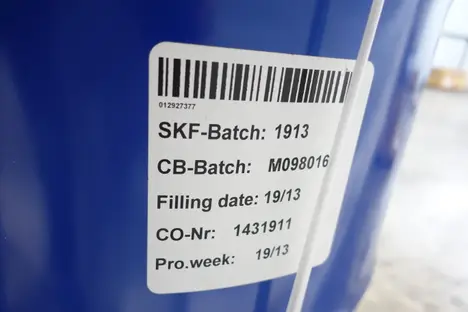 012927377
SKF-Batch: 1913
CB-Batch: M098016
Filling date: 19/13
CO-Nr: 1431911
Pro.week: 19/13